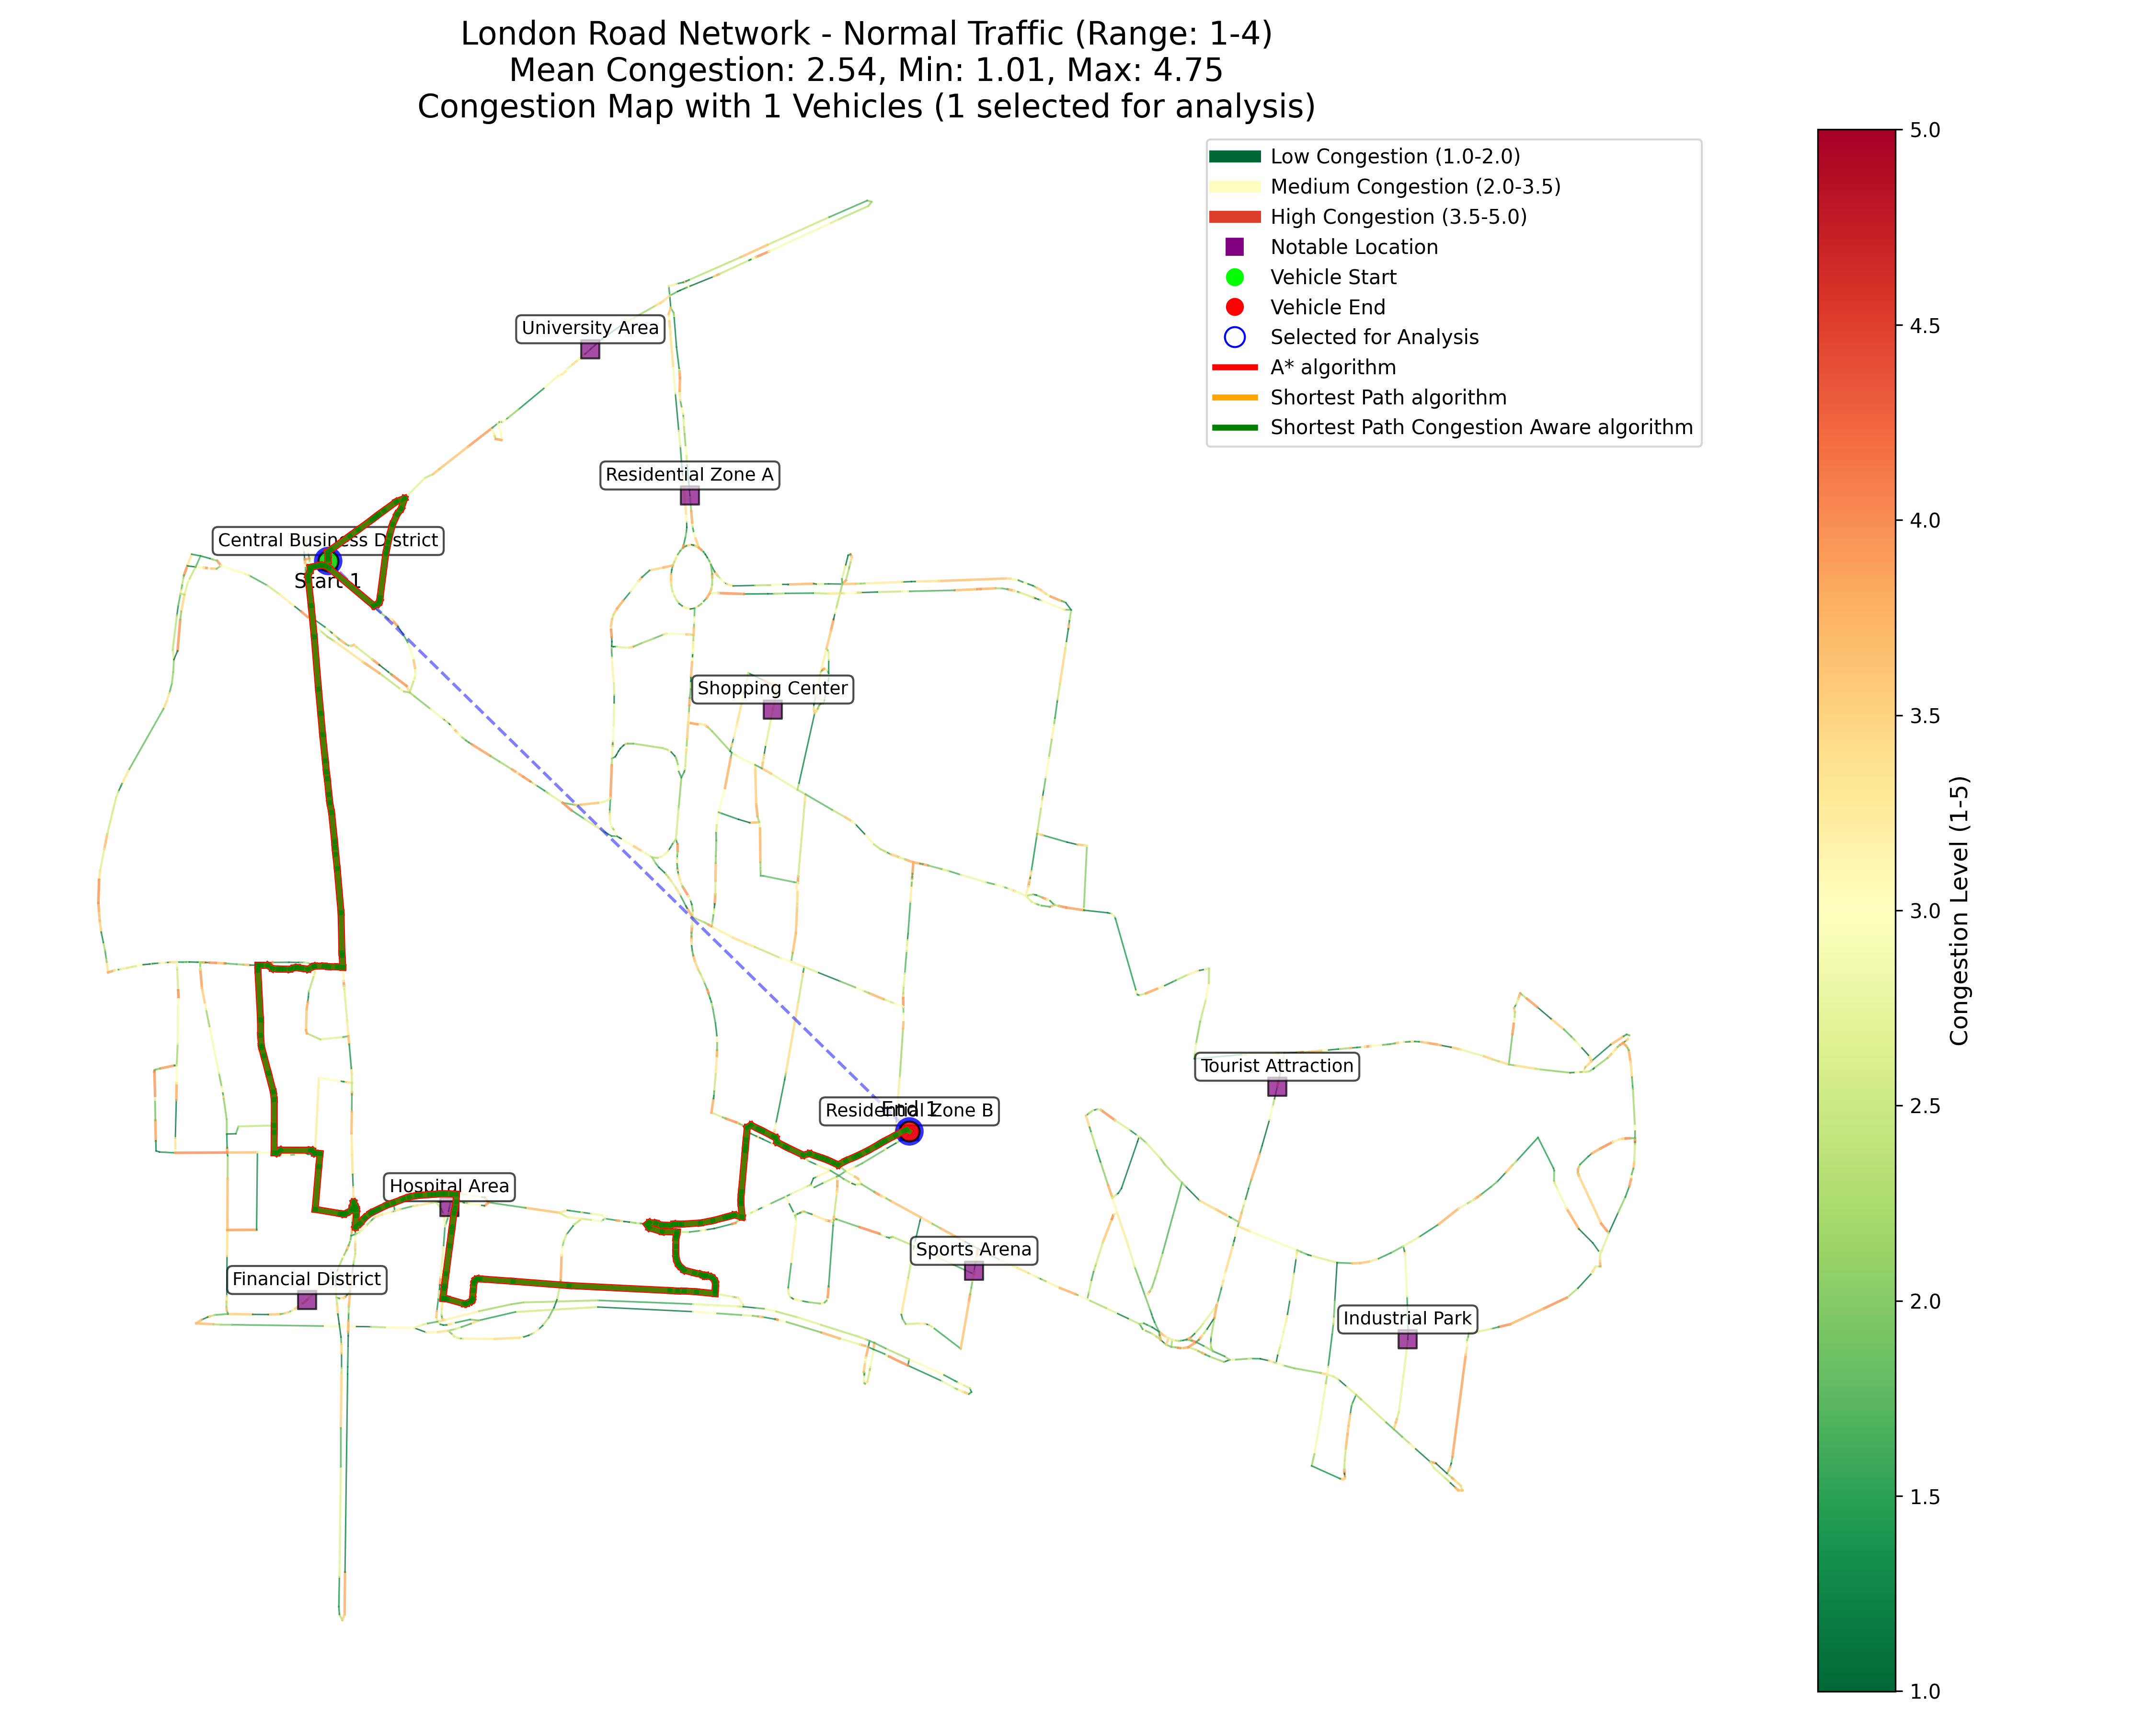 London Road Network - Normal Traffic (Range: 1-4)
Mean Congestion: 2.54, Min: 1.01, Max: 4.75
Congestion Map with 1 Vehicles (1 selected for analysis)
Low Congestion (1.0-2.0)
Medium Congestion (2.0-3.5)
High Congestion (3.5-5.0)
Notable Location
Vehicle Start
Vehicle End
Selected for Analysis
A* algorithm
Shortest Path algorithm
Shortest Path Congestion Aware algorithm
University Area
Residential Zone A
Central Business District
Start 1
Shopping Center
Tourist Attraction
Residential Zone B
End 1
Hospital Area
Sports Arena
Financial District
Industrial Park
5.0
4.5
4.0
3.5
3.0
2.5
2.0
1.5
1.0
Congestion Level (1-5)